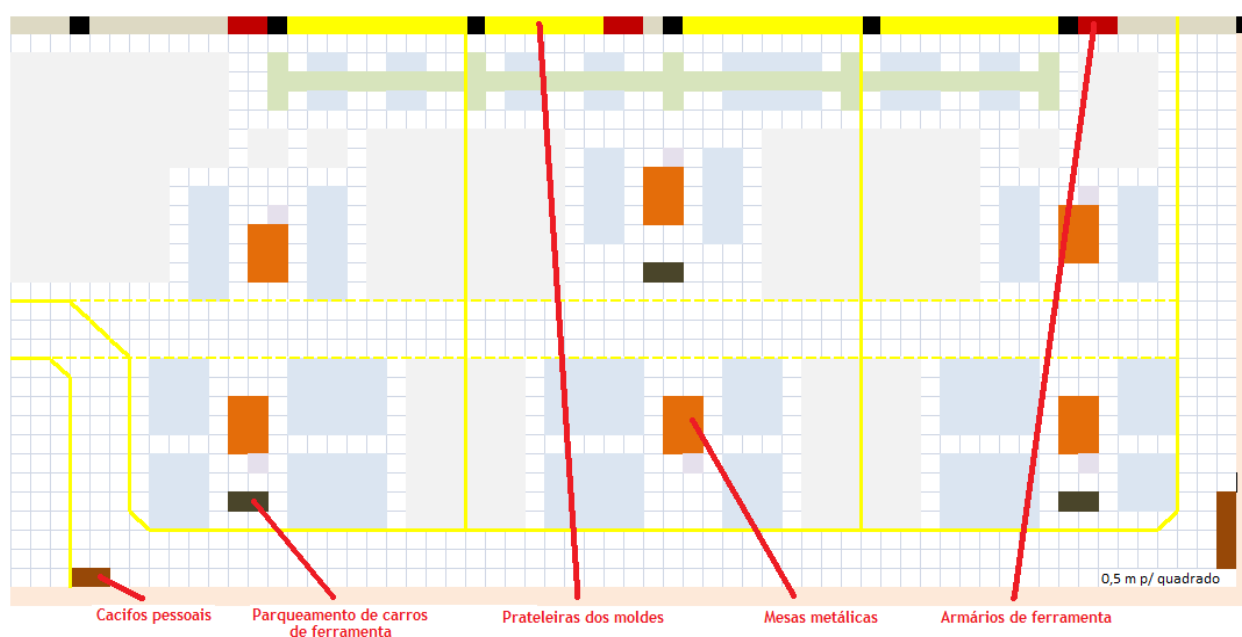 0,5 m p/ quadrado
Cacifos pessoais
Parqueamento de carros
de ferramenta
Prateleiras dos moldes
Mesas metálicas
Armários de ferramenta